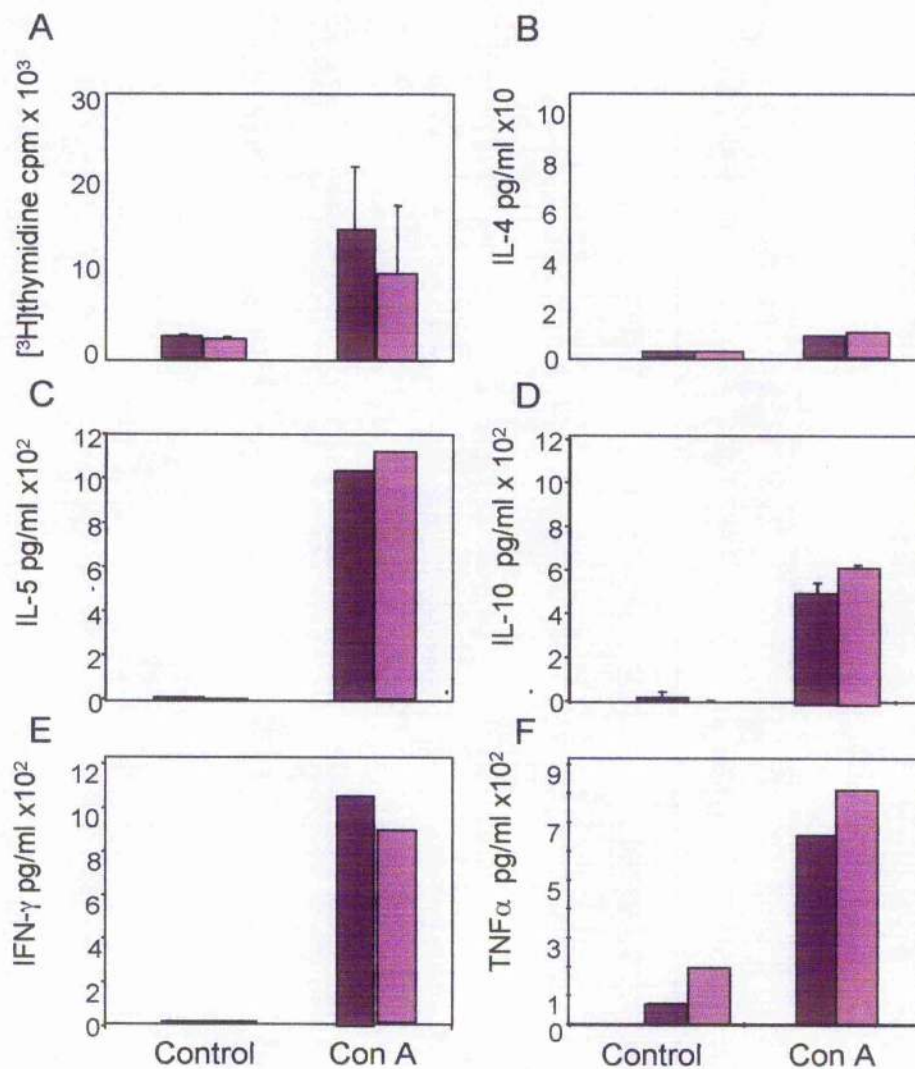 A
[³H]thymidine cpm x 10³
30
20
10
0
B
IL-4 pg/ml x10
10
8
6
4
2
0
C
IL-5 pg/ml x10²
12
10
8
6
4
2
0
D
IL-10 pg/ml x 10²
12
10
8
6
4
2
0
E
IFN-γ pg/ml x10²
12
10
8
6
4
2
0
Control
Con A
F
TNFα pg/ml x10²
9
7
5
3
1
0
Control
Con A